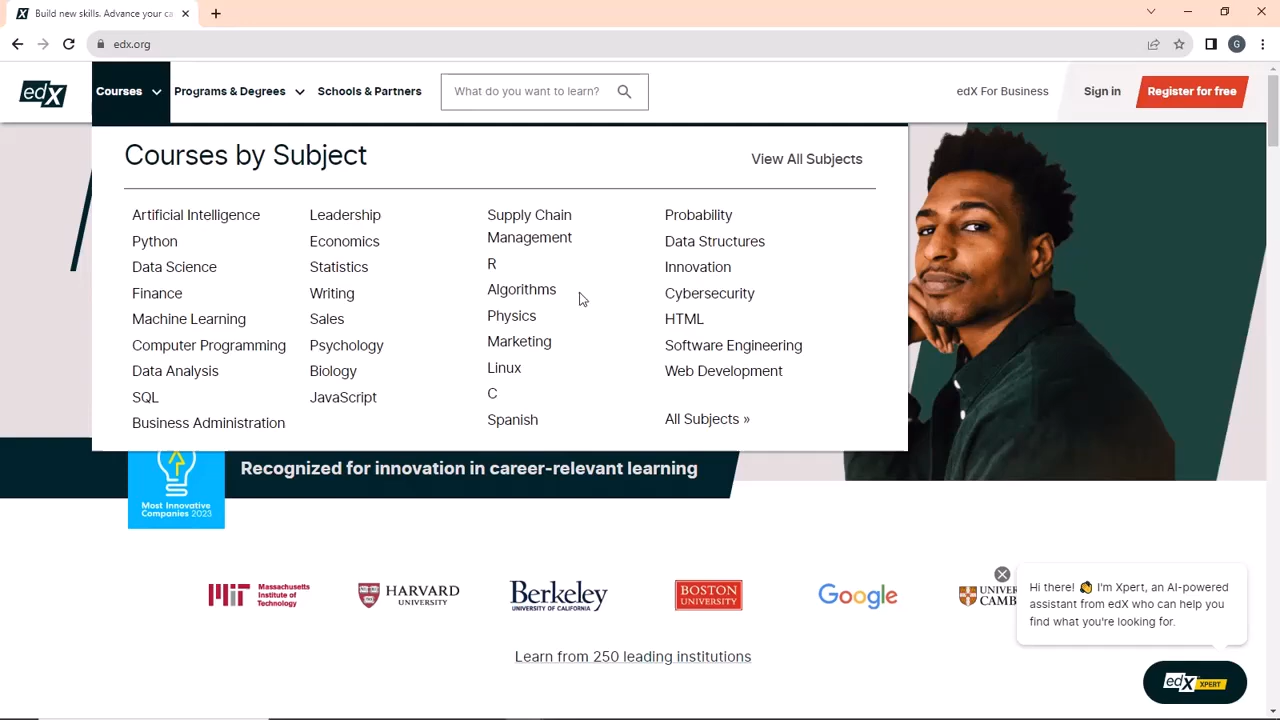 Build new skills. Advance your ca
edx.org
G
edX
Courses
Programs & Degrees
Schools & Partners
What do you want to learn?
edX For Business
Sign in
Register for free
Courses by Subject
View All Subjects
Artificial Intelligence
Python
Data Science
Finance
Machine Learning
Computer Programming
Data Analysis
SQL
Business Administration
Leadership
Economics
Statistics
Writing
Sales
Psychology
Biology
JavaScript
Supply Chain
Management
R
Algorithms
Physics
Marketing
Linux
C
Spanish
Probability
Data Structures
Innovation
Cybersecurity
HTML
Software Engineering
Web Development
All Subjects »
Recognized for innovation in career-relevant learning
Most Innovative
Companies 2023
MIT
Massachusetts
Institute of
Technology
HARVARD
UNIVERSITY
Berkeley
UNIVERSITY OF CALIFORNIA
BOSTON
UNIVERSITY
Google
UNIVER
CAMB
Learn from 250 leading institutions
Hi there! 👋 I'm Xpert, an AI-powered
assistant from edX who can help you
find what you're looking for.
edX XPERT